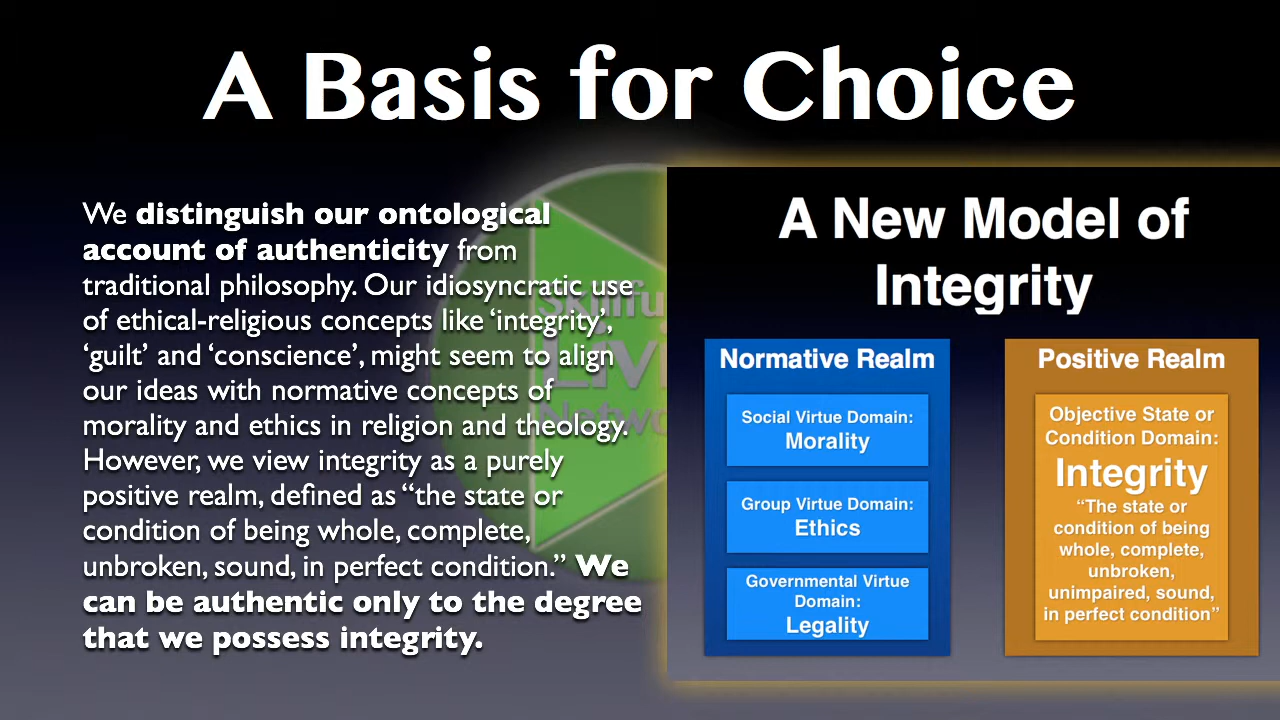 A Basis for Choice
We distinguish our ontological
account of authenticity from
traditional philosophy. Our idiosyncratic use
of ethical-religious concepts like ‘integrity’,
‘guilt’ and ‘conscience’, might seem to align
our ideas with normative concepts of
morality and ethics in religion and theology.
However, we view integrity as a purely
positive realm, defined as “the state or
condition of being whole, complete,
unbroken, sound, in perfect condition.” We
can be authentic only to the degree
that we possess integrity.
A New Model of
Integrity
Normative Realm
Social Virtue Domain:
Morality
Group Virtue Domain:
Ethics
Governmental Virtue
Domain:
Legality
Positive Realm
Objective State or
Condition Domain:
Integrity
“The state or
condition of being
whole, complete,
unbroken,
unimpaired, sound,
in perfect condition”